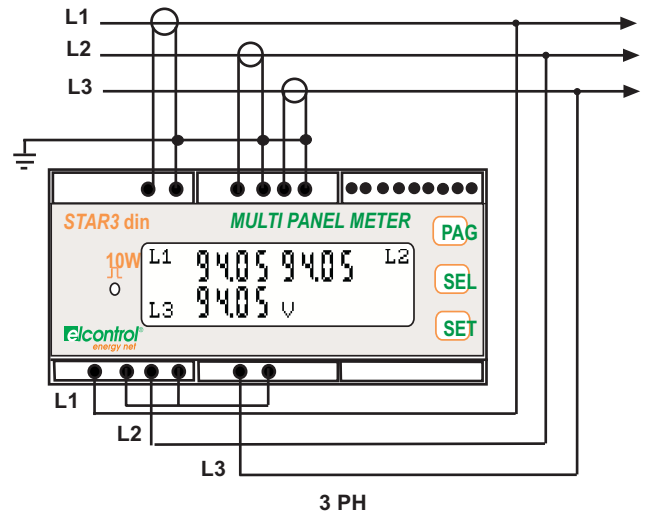 L1
L2
L3
STAR3 din
MULTI PANEL METER
PAG
10W
L1 94.05 94.05 L2
SEL
L3 94.05 V
SET
elcontrol®
energy net
L1
L2
L3
3 PH